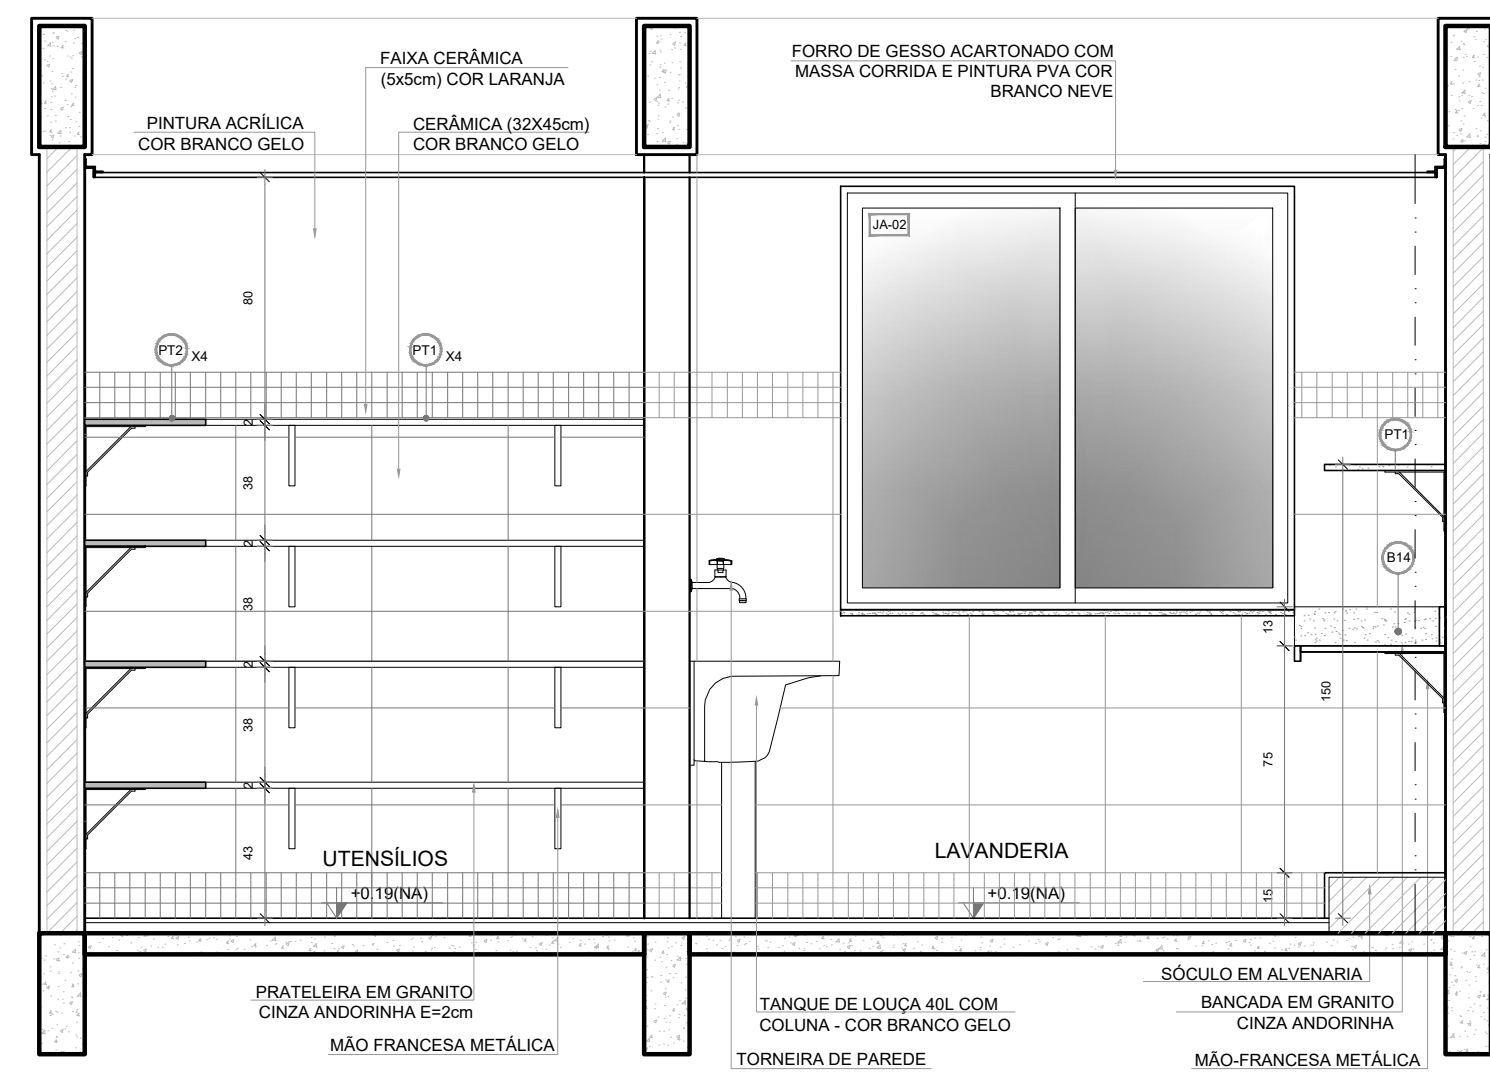 FAIXA CERÂMICA
(5x5cm) COR LARANJA
FORRO DE GESSO ACARTONADO COM
MASSA CORRIDA E PINTURA PVA COR
BRANCO NEVE
PINTURA ACRÍLICA
COR BRANCO GELO
CERÂMICA (32X45cm)
COR BRANCO GELO
JA-02
80
PT2 X4
PT1 X4
2
38
PT1
2
38
B14
13
2
38
150
75
2
43
UTENSÍLIOS
LAVANDERIA
+0.19(NA)
+0.19(NA)
15
PRATELEIRA EM GRANITO
CINZA ANDORINHA E=2cm
MÃO FRANCESA METÁLICA
TANQUE DE LOUÇA 40L COM
COLUNA - COR BRANCO GELO
TORNEIRA DE PAREDE
SÓCULO EM ALVENARIA
BANCADA EM GRANITO
CINZA ANDORINHA
MÃO-FRANCESA METÁLICA